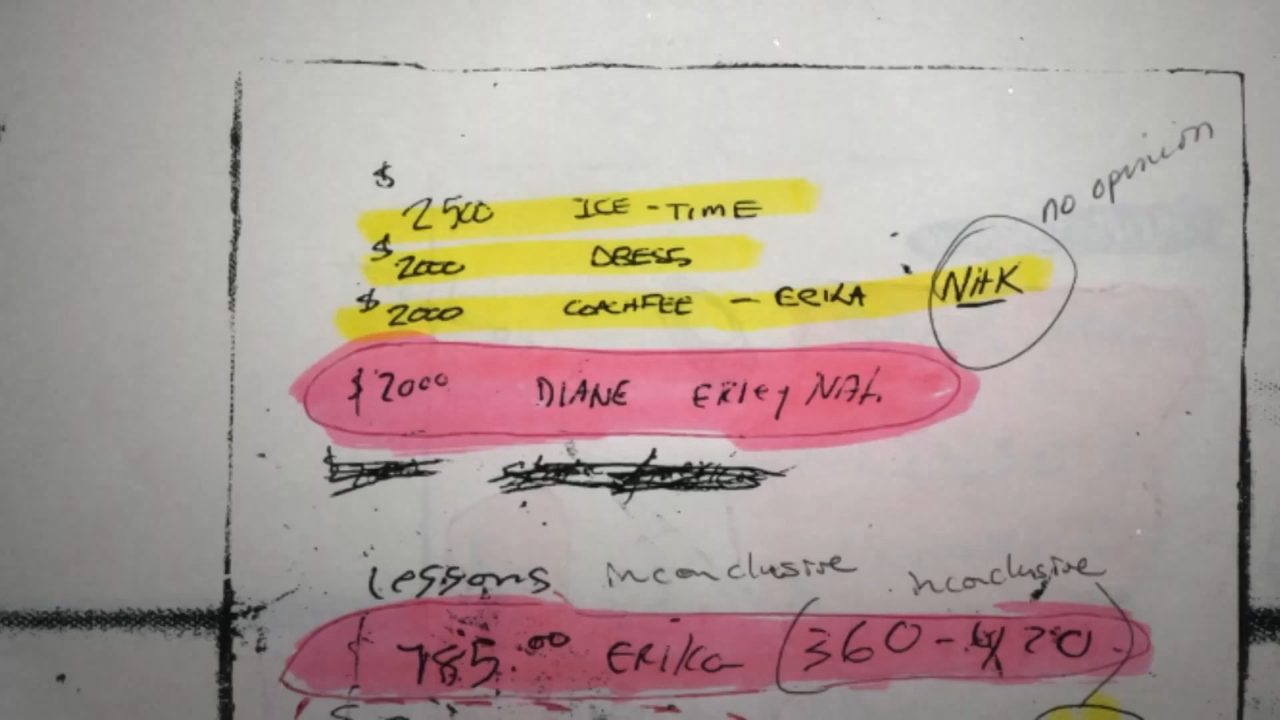 no opinion
$
2500 ICE-TIME
$ 2000 DRESS
$ 2000 COACHFEE - ERIKA NHK
$ 2000 DIANE NAT.
Lessons inconclusive inconclusive
785.00 Erika (360-420)